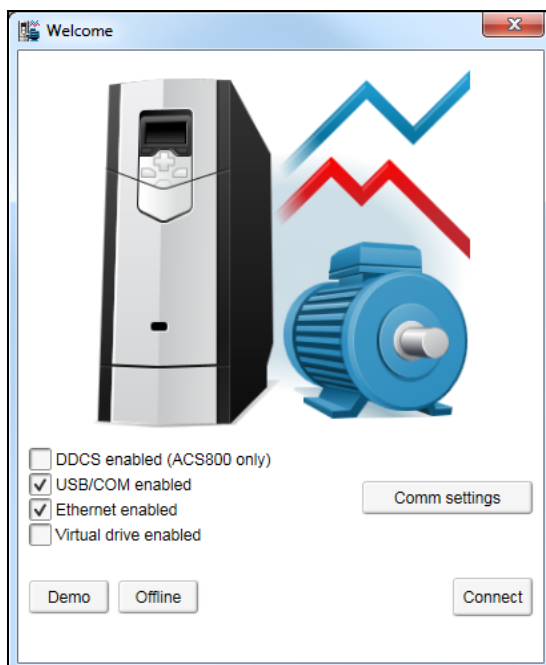 Welcome
DDCS enabled (ACS800 only)
USB/COM enabled
Ethernet enabled
Virtual drive enabled
Comm settings
Demo
Offline
Connect